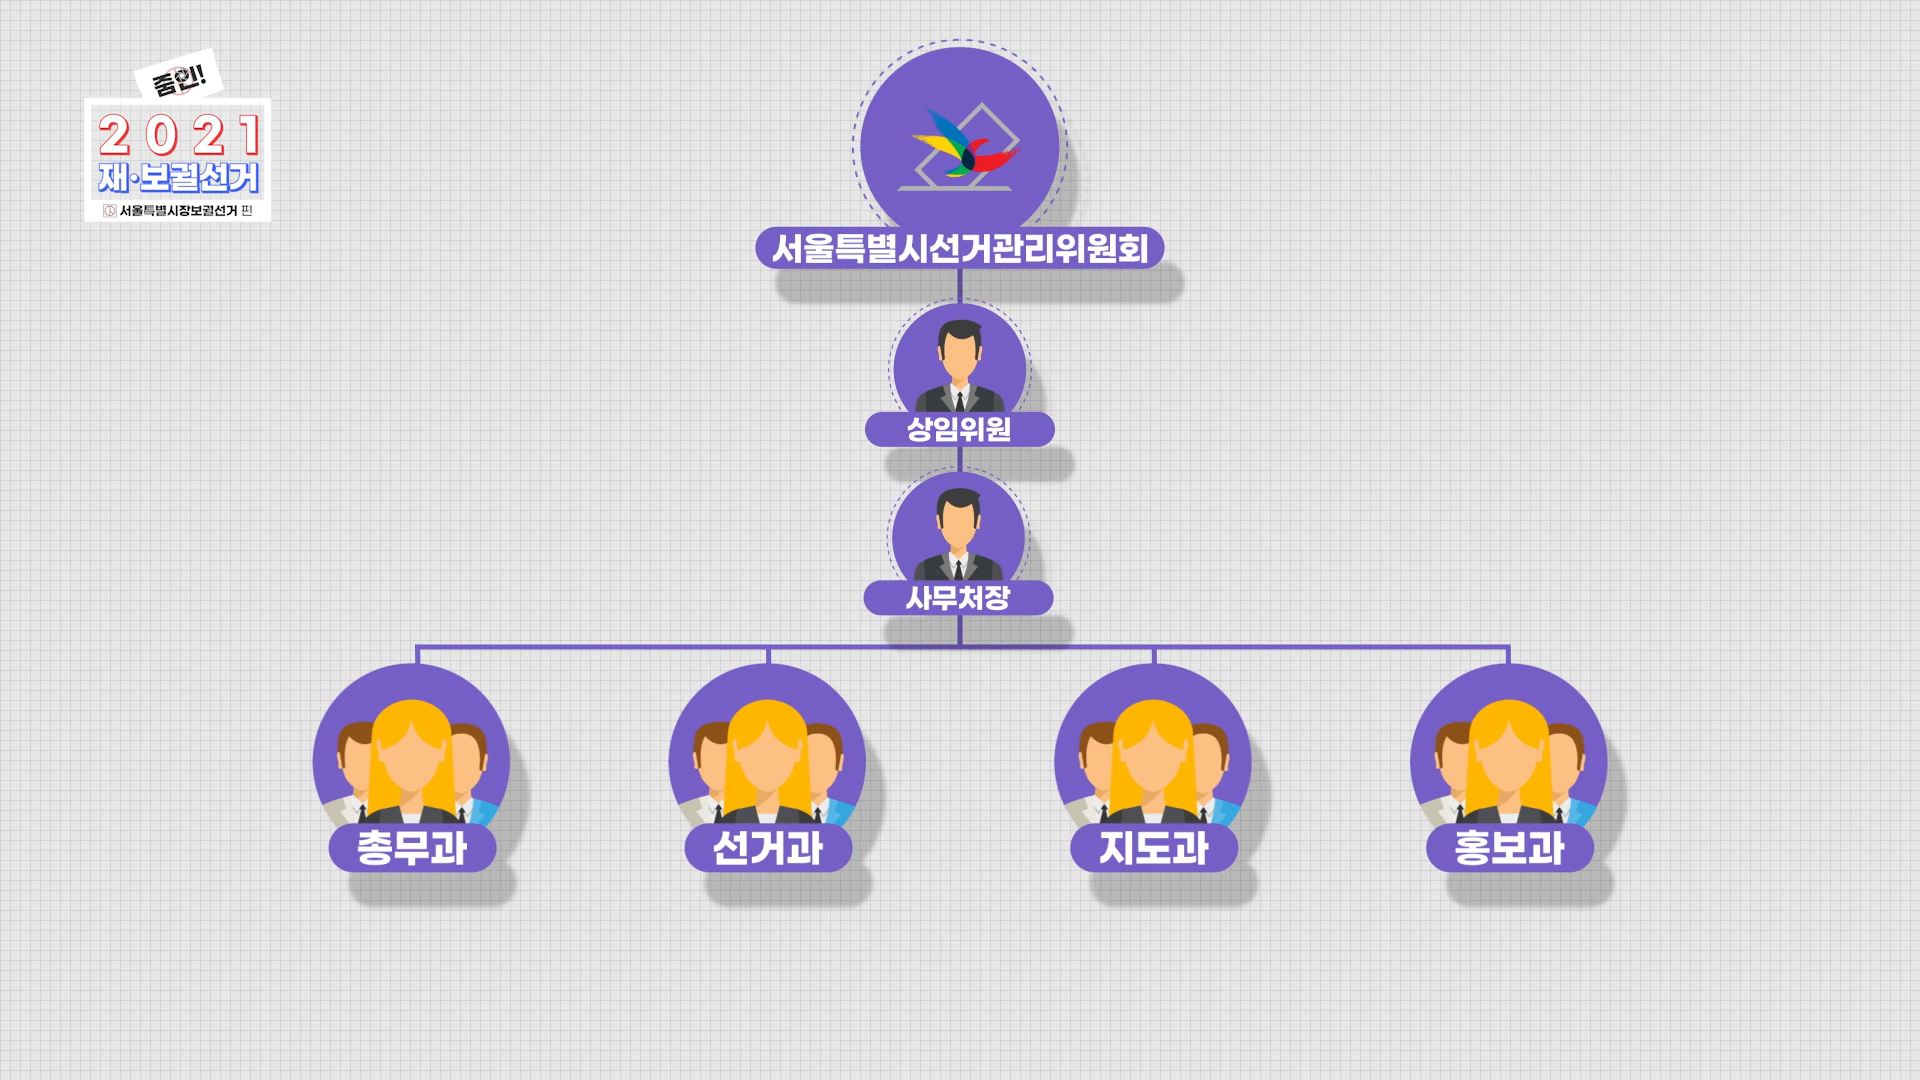 줌인!
2021
재·보궐선거
서울특별시장보궐선거 편
서울특별시선거관리위원회
상임위원
사무처장
총무과
선거과
지도과
홍보과